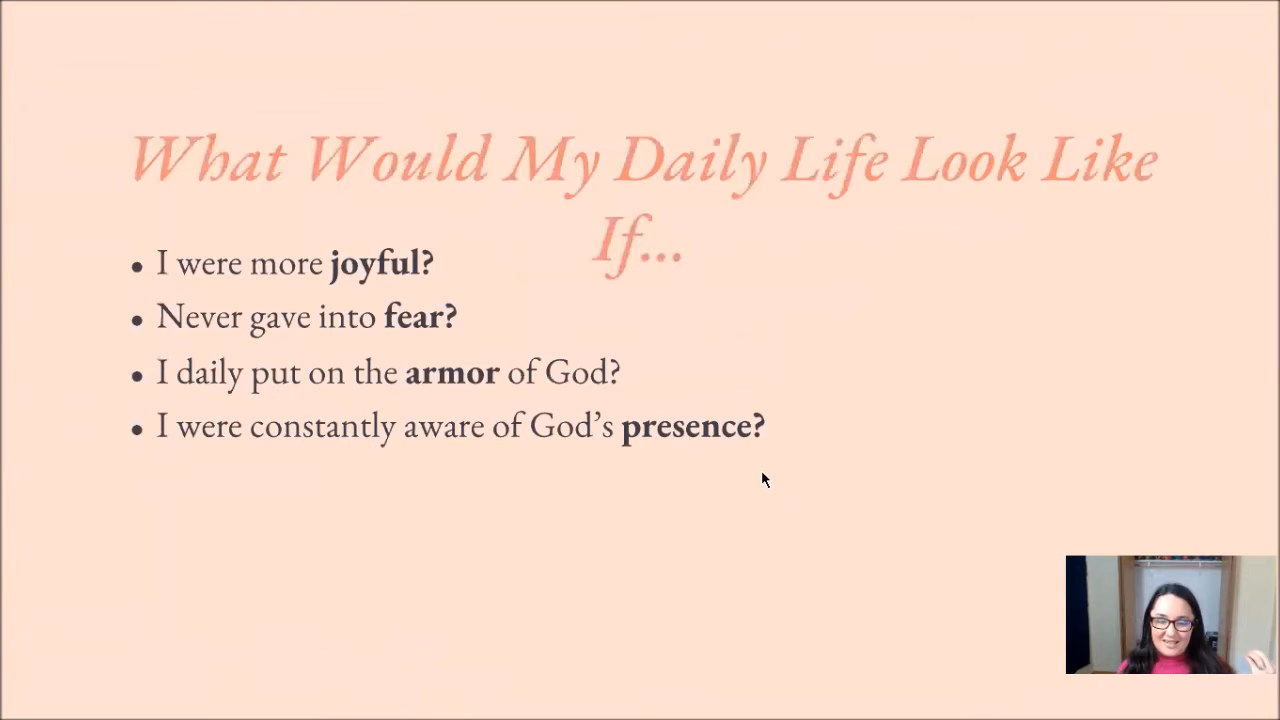 What Would My Daily Life Look Like
If...
• I were more joyful?
• Never gave into fear?
• I daily put on the armor of God?
• I were constantly aware of God’s presence?